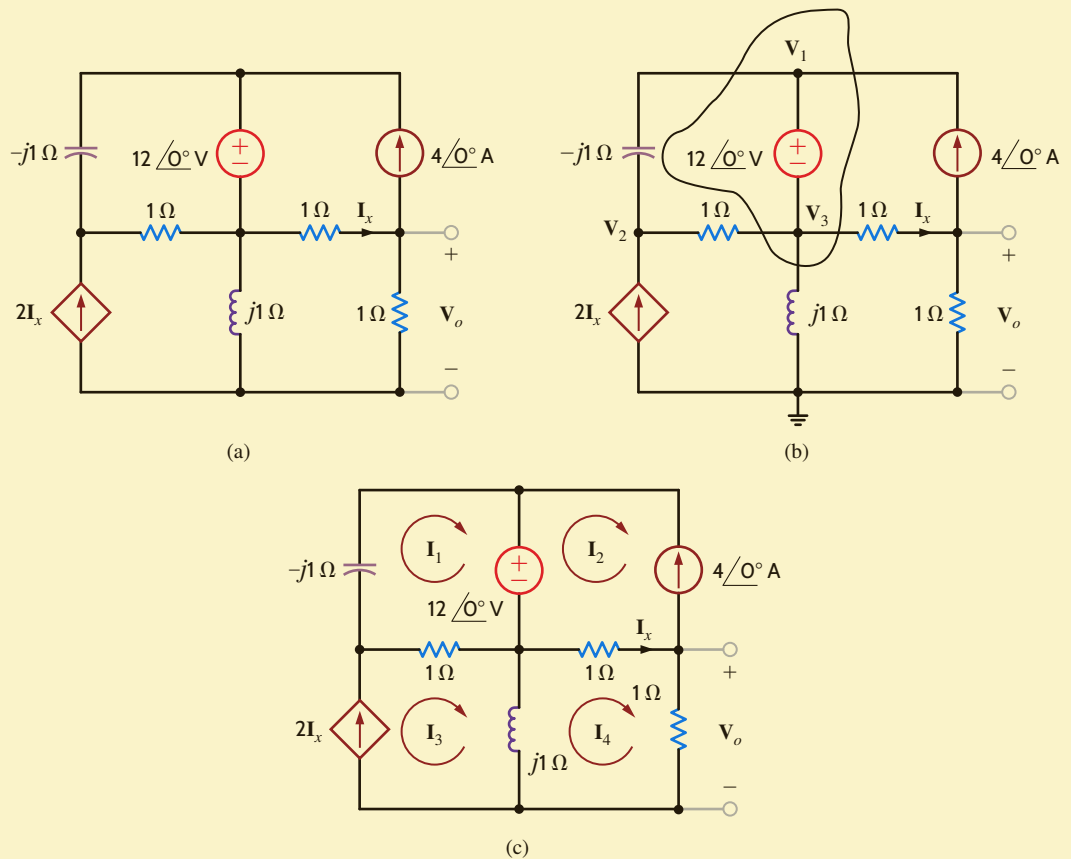 −j1 Ω
12 /0° V
+
−
4/0° A
1 Ω
1 Ω
Iₓ
+
2Iₓ
j1 Ω
1 Ω
Vₒ
−
(a)
V₁
−j1 Ω
12 /0° V
+
−
4/0° A
1 Ω
V₃
1 Ω
Iₓ
V₂
+
2Iₓ
j1 Ω
1 Ω
Vₒ
−
(b)
−j1 Ω
I₁
+
−
I₂
4/0° A
12 /0° V
Iₓ
1 Ω
1 Ω
+
1 Ω
2Iₓ
I₃
I₄
Vₒ
j1 Ω
−
(c)